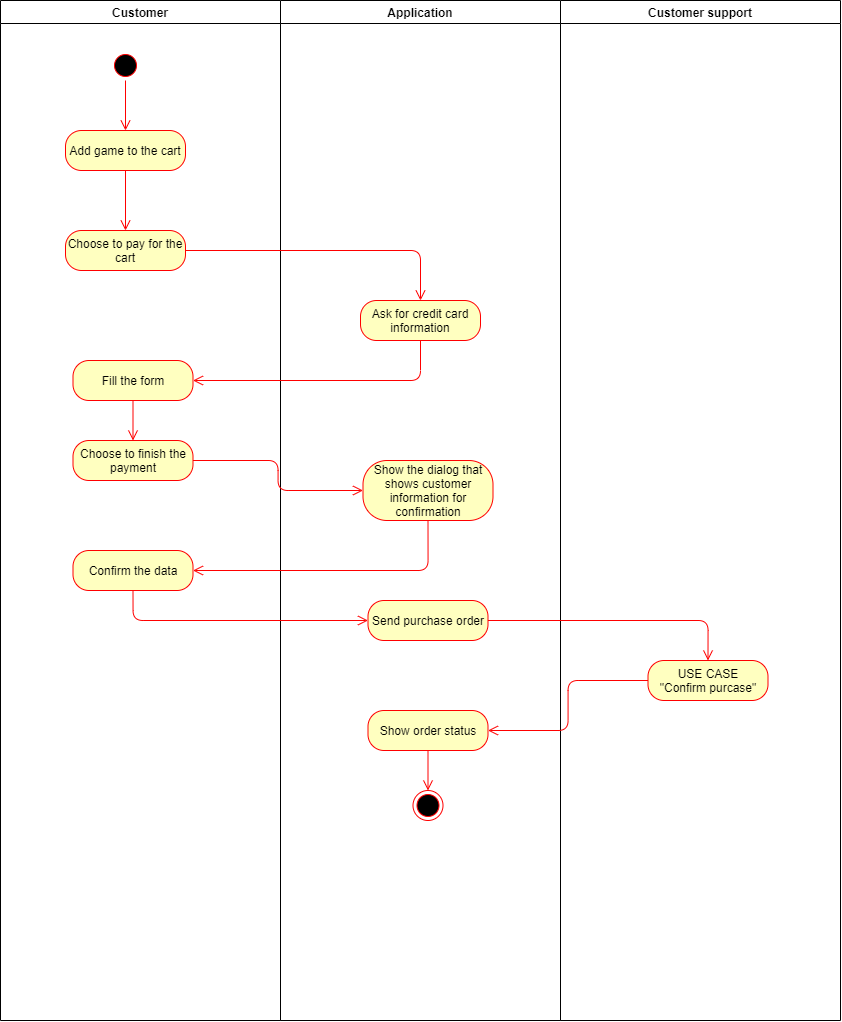 Customer
Application
Customer support
Add game to the cart
Choose to pay for the
cart
Ask for credit card
information
Fill the form
Choose to finish the
payment
Show the dialog that
shows customer
information for
confirmation
Confirm the data
Send purchase order
USE CASE
"Confirm purcase"
Show order status